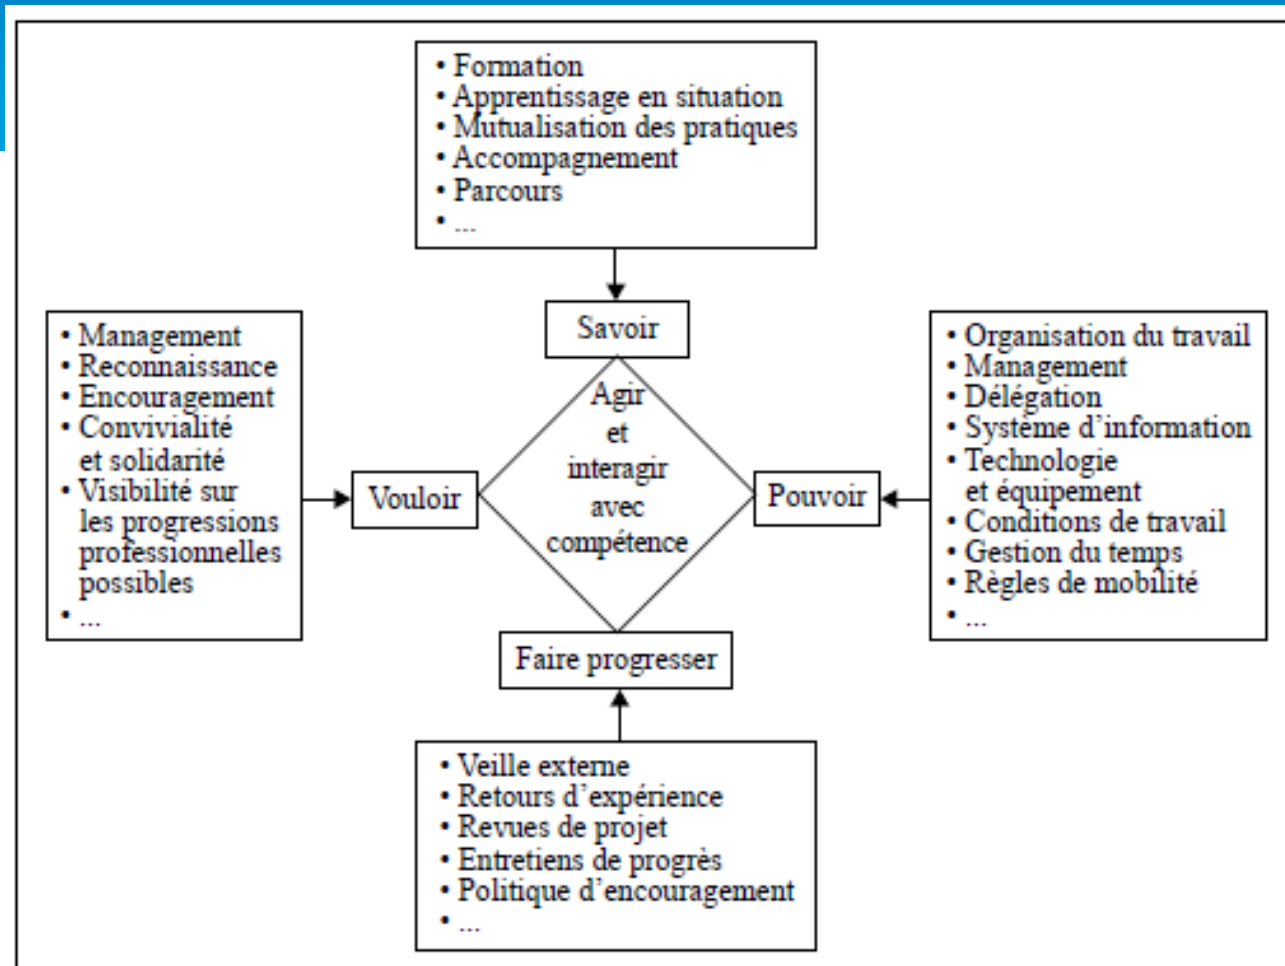 • Formation
• Apprentissage en situation
• Mutualisation des pratiques
• Accompagnement
• Parcours
• ...
Savoir
• Management
• Reconnaissance
• Encouragement
• Convivialité
et solidarité
• Visibilité sur
les progressions
professionnelles
possibles
• ...
Vouloir
Agir
et
interagir
avec
compétence
Pouvoir
• Organisation du travail
• Management
• Délégation
• Système d’information
• Technologie
et équipement
• Conditions de travail
• Gestion du temps
• Règles de mobilité
• ...
Faire progresser
• Veille externe
• Retours d’expérience
• Revues de projet
• Entretiens de progrès
• Politique d’encouragement
• ...